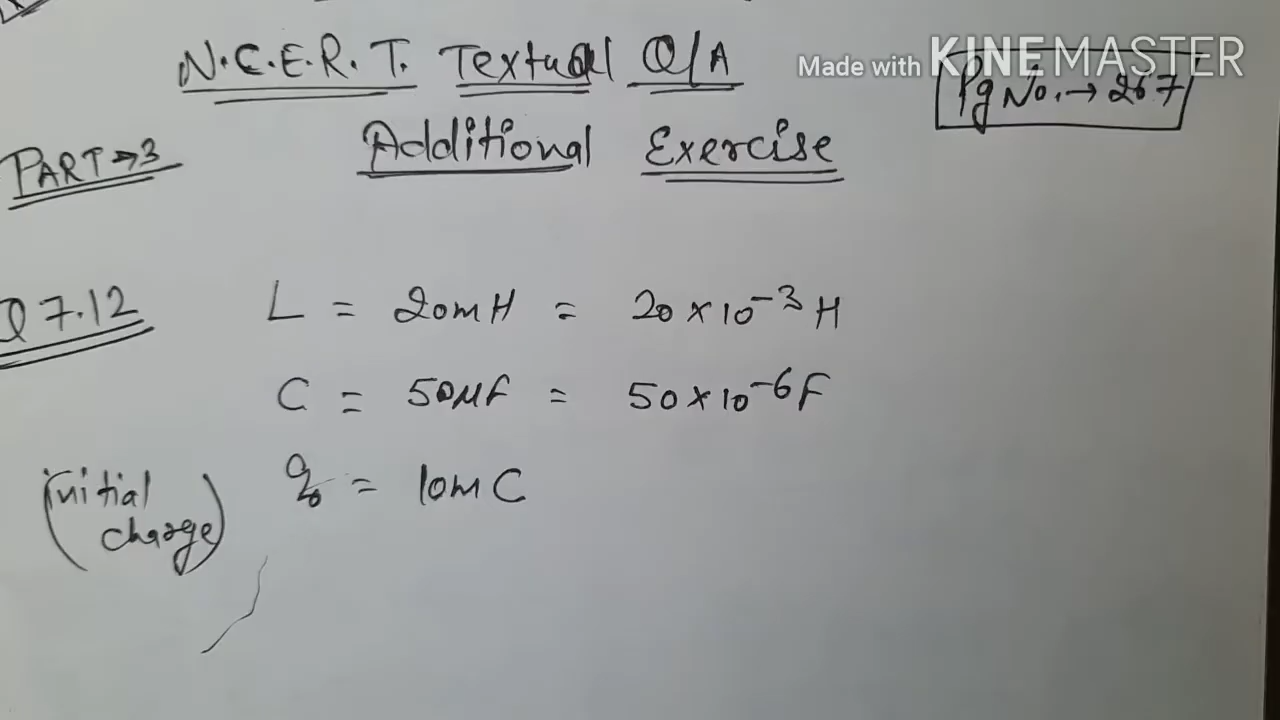 N.C.E.R.T. Textual Q/A
Made with KINEMASTER
Pg No. → 267
Additional Exercise
PART → 3
Q 7.12
L = 20mH = 20 × 10⁻³ H
C = 50μF = 50 × 10⁻⁶ F
(initial charge) q₀ = 10mC